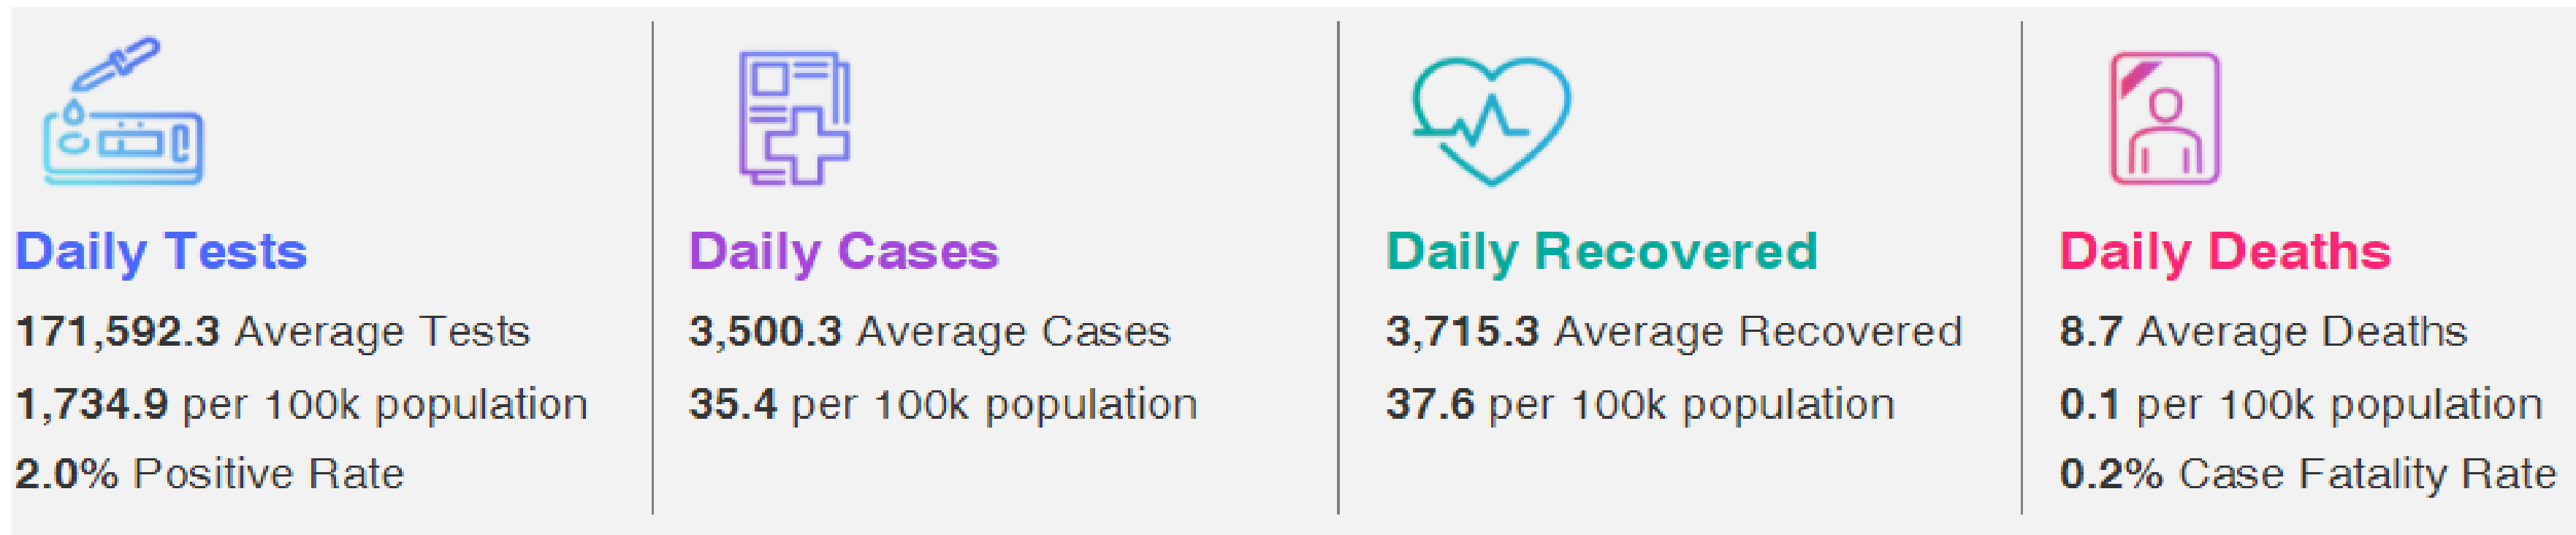 Daily Tests
171,592.3 Average Tests
1,734.9 per 100k population
2.0% Positive Rate
Daily Cases
3,500.3 Average Cases
35.4 per 100k population
Daily Recovered
3,715.3 Average Recovered
37.6 per 100k population
Daily Deaths
8.7 Average Deaths
0.1 per 100k population
0.2% Case Fatality Rate